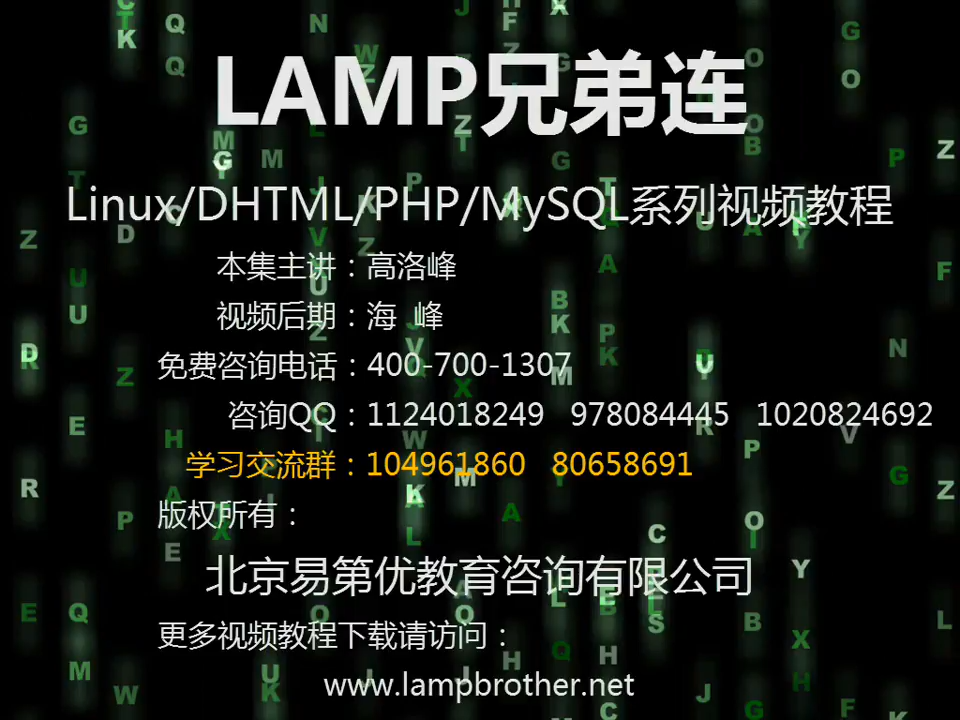 LAMP兄弟连
Linux/DHTML/PHP/MySQL系列视频教程
本集主讲：高洛峰
视频后期：海 峰
免费咨询电话：400-700-1307
咨询QQ：1124018249 978084445 1020824692
学习交流群：104961860 80658691
版权所有：
北京易第优教育咨询有限公司
更多视频教程下载请访问：
www.lampbrother.net